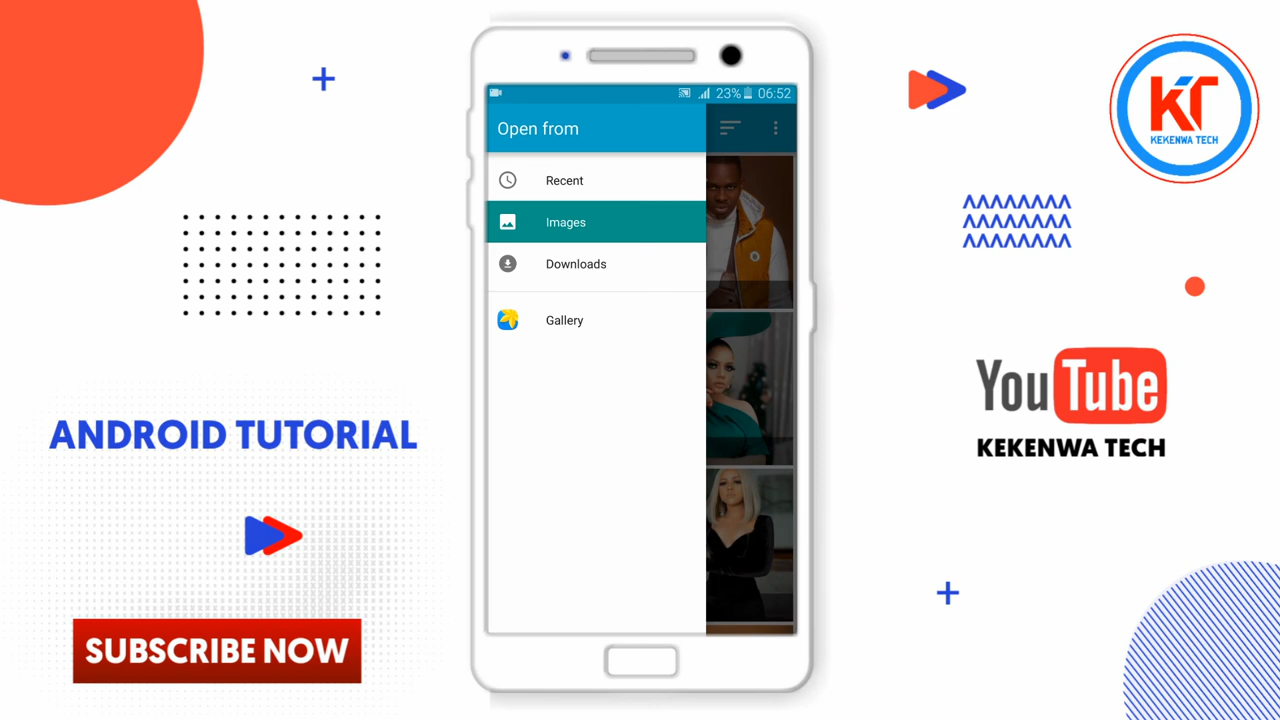 23% 06:52
Open from
Recent
Images
Downloads
Gallery
ANDROID TUTORIAL
SUBSCRIBE NOW
KT
KEKENWA TECH
YouTube
KEKENWA TECH